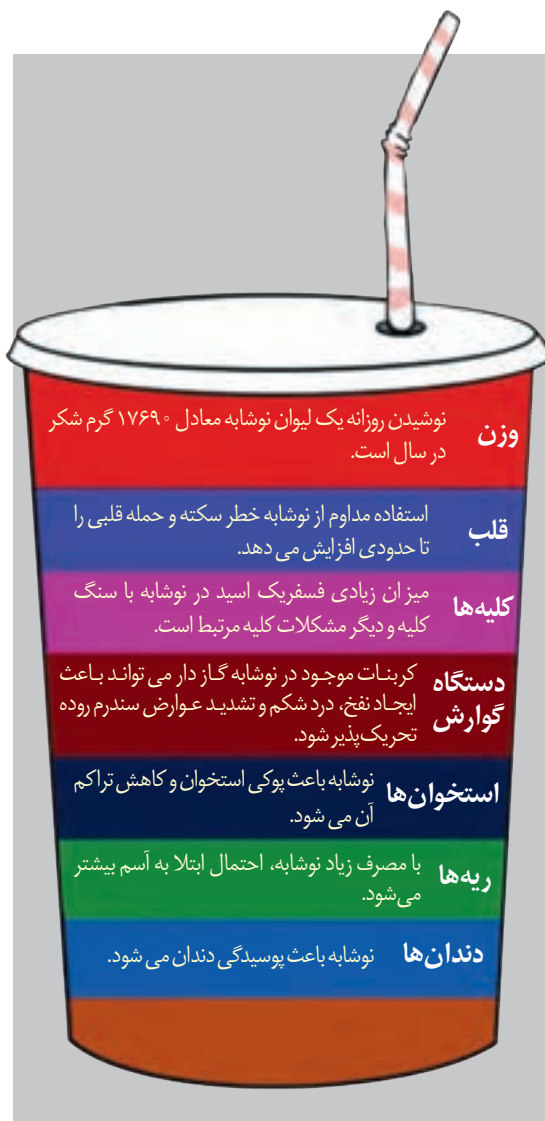 وزن
نوشیدن روزانه یک لیوان نوشابه معادل ۱۷۶۹۰ گرم شکر
در سال است.
قلب
استفاده مداوم از نوشابه خطر سکته و حمله قلبی را
تا حدودی افزایش می دهد.
کلیه‌ها
میز ان زیادی فسفریک اسید در نوشابه با سنگ
کلیه و دیگر مشکلات کلیه مرتبط است.
دستگاه
گوارش
کربنات موجود در نوشابه گاز دار می تواند باعث
ایجاد نفخ، درد شکم و تشدید عوارض سندرم روده
تحریک‌پذیر شود.
استخوان‌ها
نوشابه باعث پوکی استخوان و کاهش تراکم
آن می شود.
ریه‌ها
با مصرف زیاد نوشابه، احتمال ابتلا به آسم بیشتر
می‌شود.
دندان‌ها
نوشابه باعث پوسیدگی دندان می شود.